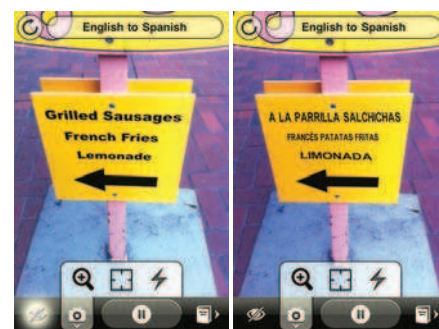 English to Spanish
Grilled Sausages
French Fries
Lemonade
English to Spanish
A LA PARRILLA SALCHICHAS
FRANCÉS PATATAS FRITAS
LIMONADA